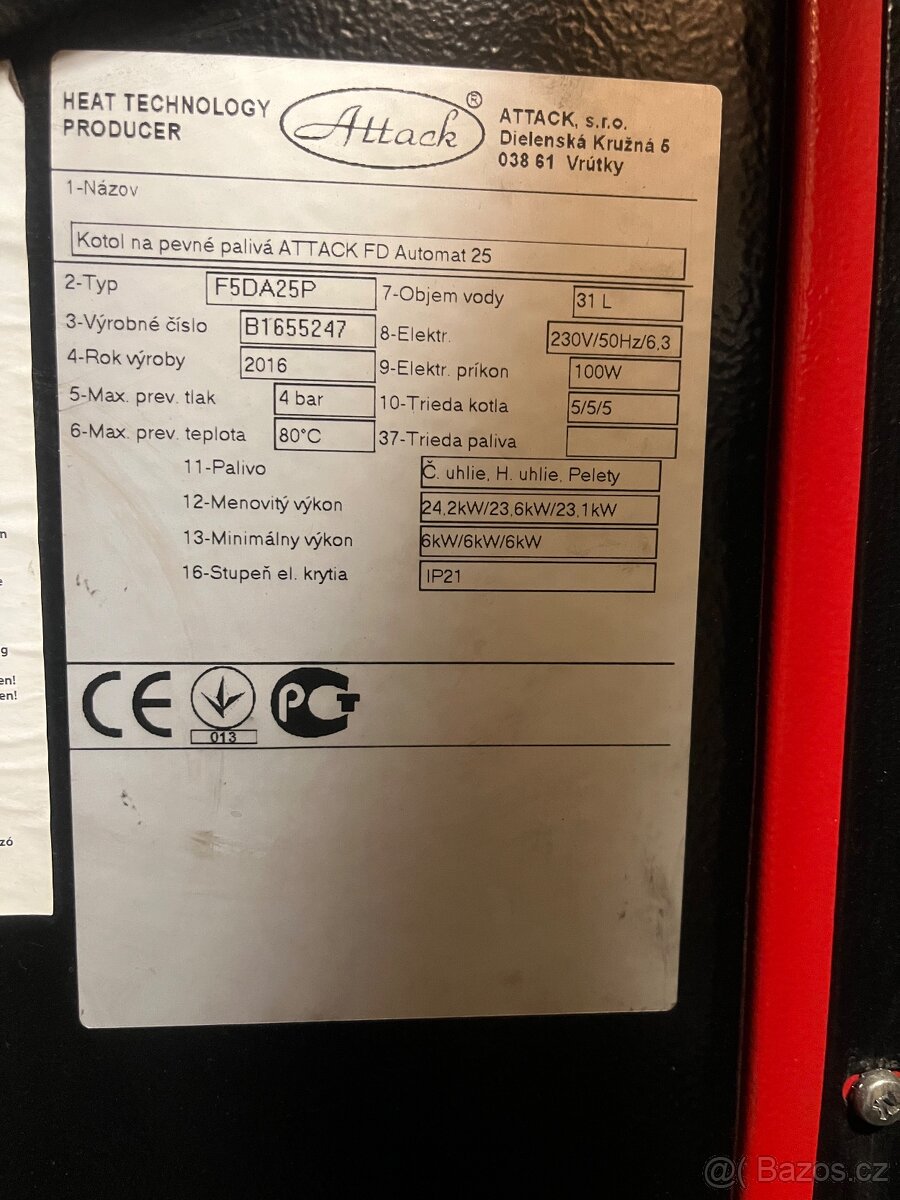 HEAT TECHNOLOGY
PRODUCER
Attack ®
ATTACK, s.r.o.
Dielenská Kružná 5
038 61 Vrútky
1-Názov
Kotol na pevné palivá ATTACK FD Automat 25
2-Typ F5DA25P
3-Výrobné číslo B1655247
4-Rok výroby 2016
5-Max. prev. tlak 4 bar
6-Max. prev. teplota 80°C
7-Objem vody 31 L
8-Elektr. 230V/50Hz/6,3
9-Elektr. príkon 100W
10-Trieda kotla 5/5/5
37-Trieda paliva
11-Palivo Č. uhlie, H. uhlie, Pelety
12-Menovitý výkon 24,2kW/23,6kW/23,1kW
13-Minimálny výkon 6kW/6kW/6kW
16-Stupeň el. krytia IP21
CE
013
PCT
g
en!
en!
zó
@( Bazos.cz